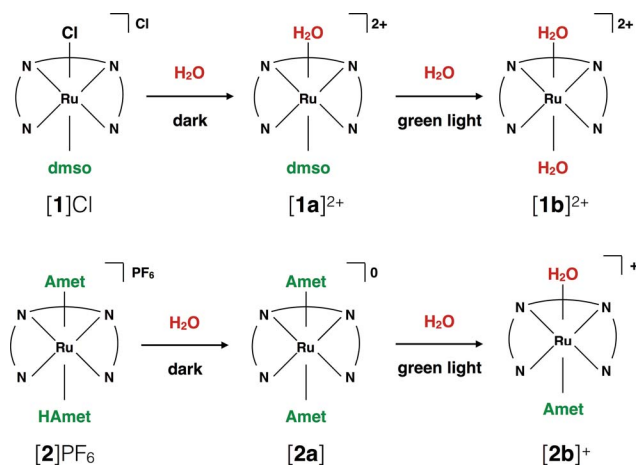 Cl Cl H₂O 2+ H₂O 2+
N N H₂O N N H₂O N N
Ru Ru Ru
N N dark N N green light N N
dmso dmso H₂O
[1]Cl [1a]²⁺ [1b]²⁺
Amet PF₆ Amet 0 H₂O +
N N H₂O N N H₂O N N
Ru Ru Ru
N N dark N N green light N N
HAmet Amet Amet
[2]PF₆ [2a] [2b]⁺